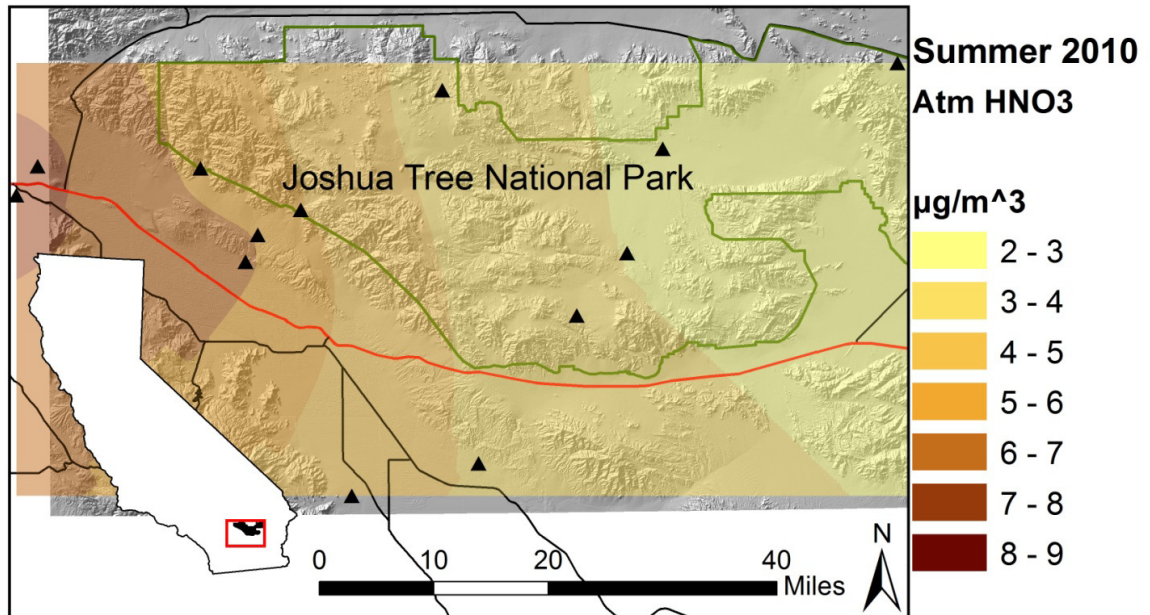 Summer 2010
Atm HNO3
Joshua Tree National Park
µg/m^3
2 - 3
3 - 4
4 - 5
5 - 6
6 - 7
7 - 8
8 - 9
N
0 10 20 40
Miles